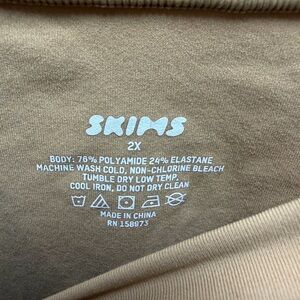 SKIMS
2X
BODY: 76% POLYAMIDE 24% ELASTANE
MACHINE WASH COLD, NON-CHLORINE BLEACH
TUMBLE DRY LOW TEMP,
COOL IRON, DO NOT DRY CLEAN
MADE IN CHINA
RN 158973